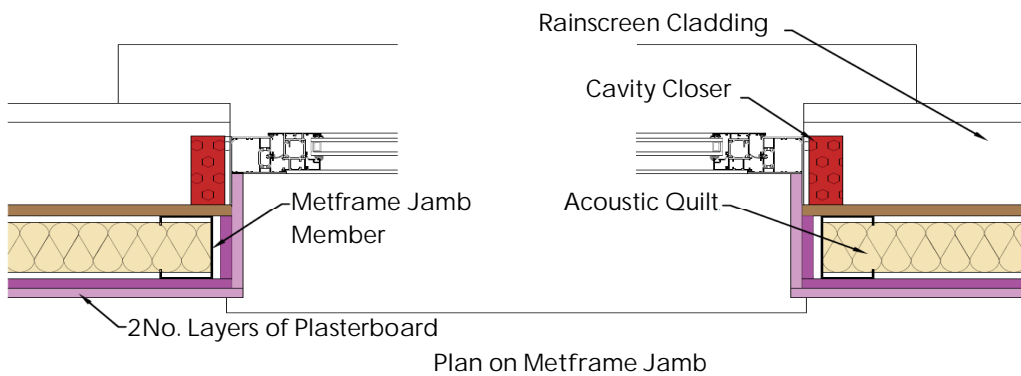 Rainscreen Cladding
Cavity Closer
Metframe Jamb
Member
Acoustic Quilt
2No. Layers of Plasterboard
Plan on Metframe Jamb